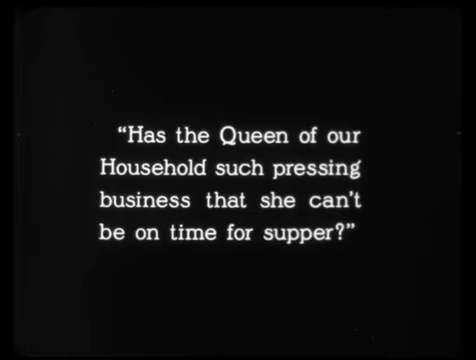 “Has the Queen of our
Household such pressing
business that she can’t
be on time for supper?”